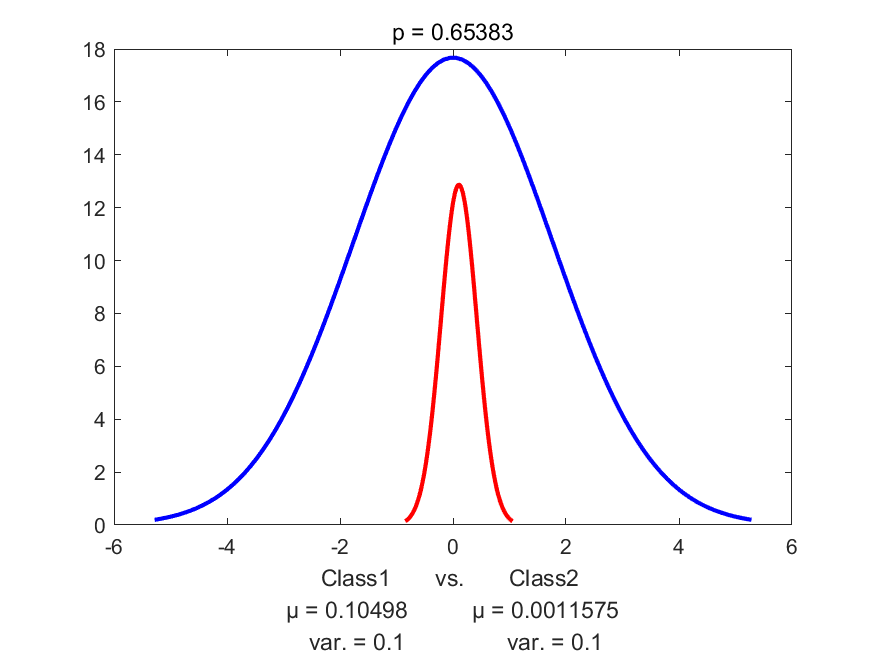 p = 0.65383
18
16
14
12
10
8
6
4
2
0
-6 -4 -2 0 2 4 6
Class1 vs. Class2
μ = 0.10498 μ = 0.0011575
var. = 0.1 var. = 0.1